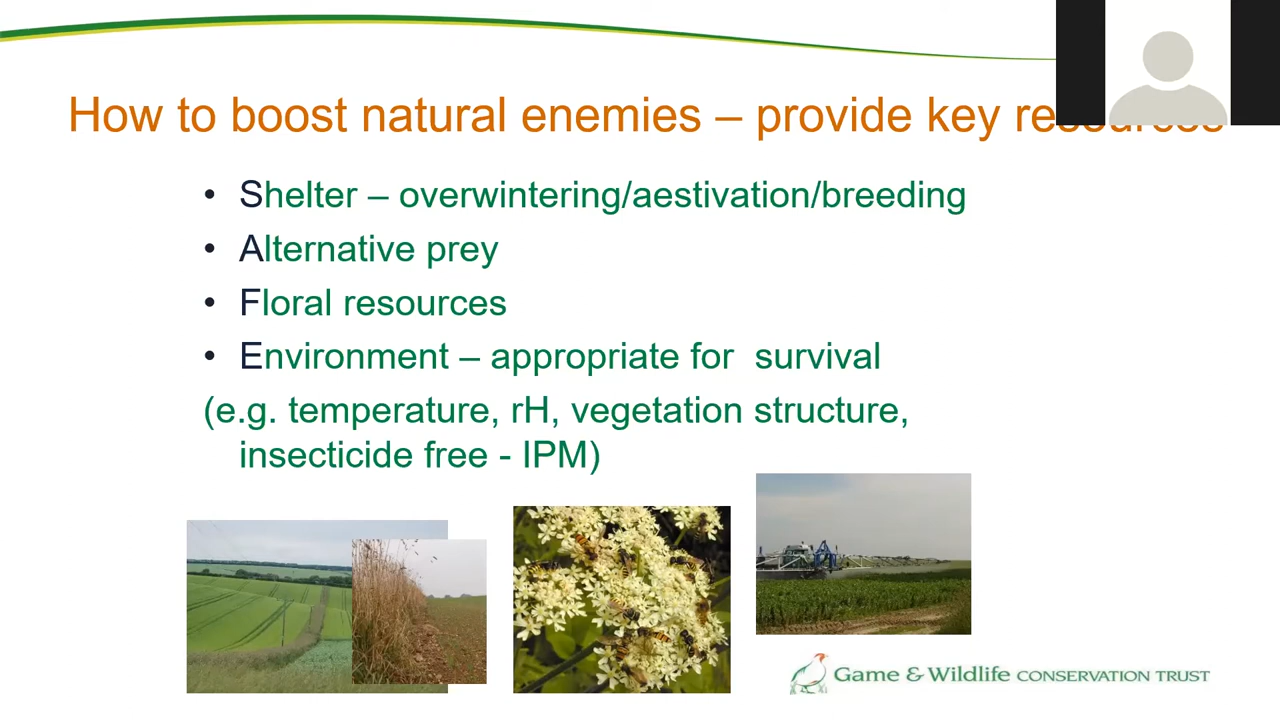 How to boost natural enemies – provide key resources
• Shelter – overwintering/aestivation/breeding
• Alternative prey
• Floral resources
• Environment – appropriate for  survival
(e.g. temperature, rH, vegetation structure,
insecticide free - IPM)
Game & Wildlife CONSERVATION TRUST